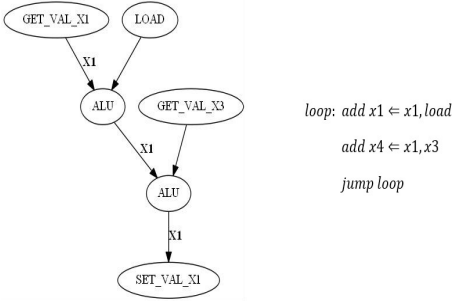 GET_VAL_X1
LOAD
X1
ALU
GET_VAL_X3
X1
ALU
X1
SET_VAL_X1
loop: add x1 ⇐ x1, load
add x4 ⇐ x1, x3
jump loop